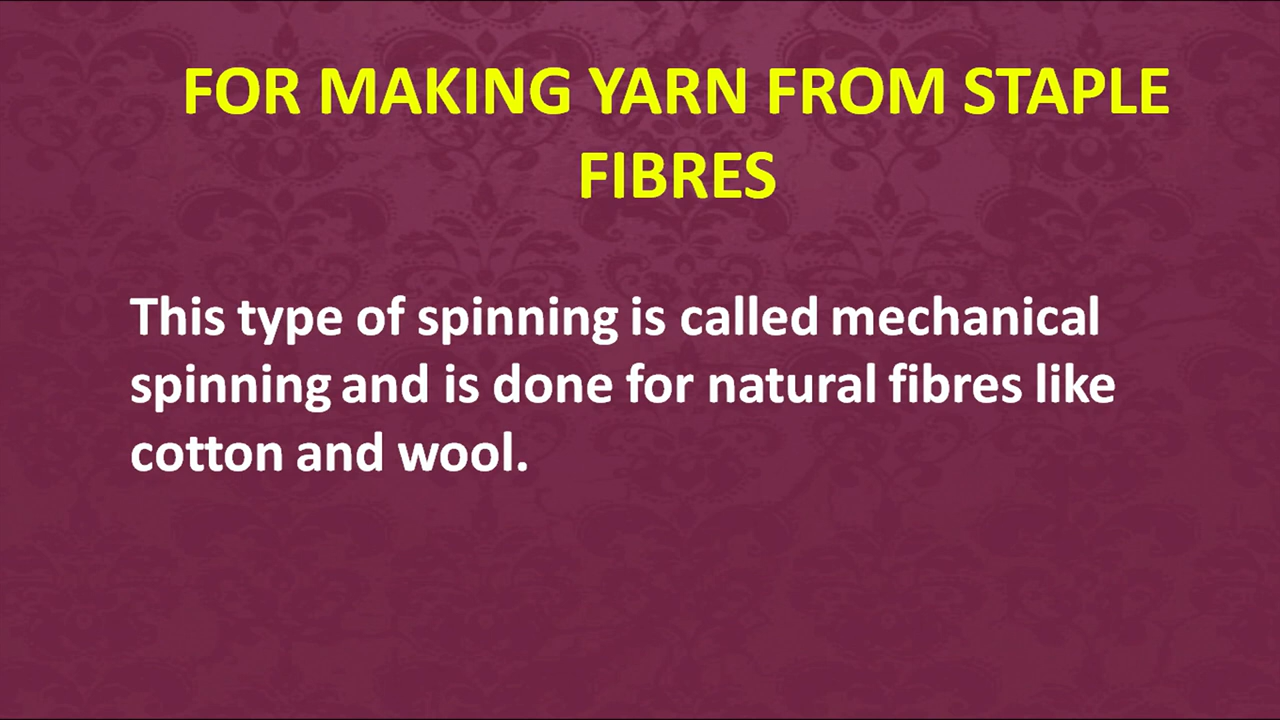 FOR MAKING YARN FROM STAPLE
FIBRES
This type of spinning is called mechanical
spinning and is done for natural fibres like
cotton and wool.